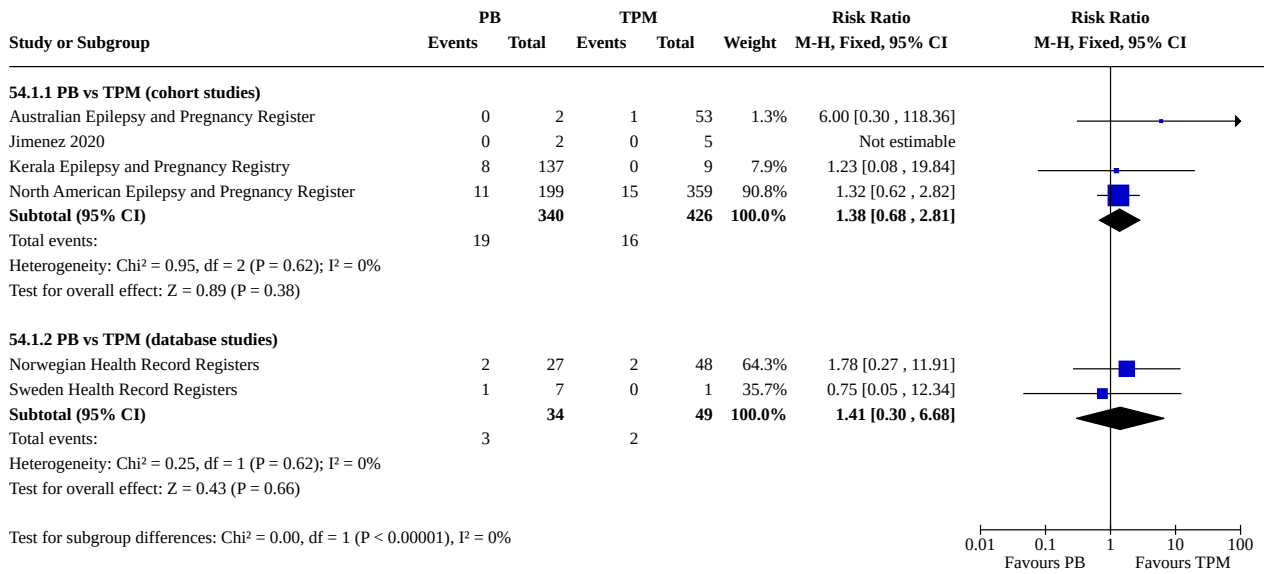 PB TPM Risk Ratio Risk Ratio
Study or Subgroup Events Total Events Total Weight M-H, Fixed, 95% CI M-H, Fixed, 95% CI
54.1.1 PB vs TPM (cohort studies)
Australian Epilepsy and Pregnancy Register 0 2 1 53 1.3% 6.00 [0.30 , 118.36]
Jimenez 2020 0 2 0 5 Not estimable
Kerala Epilepsy and Pregnancy Registry 8 137 0 9 7.9% 1.23 [0.08 , 19.84]
North American Epilepsy and Pregnancy Register 11 199 15 359 90.8% 1.32 [0.62 , 2.82]
Subtotal (95% CI) 340 426 100.0% 1.38 [0.68 , 2.81]
Total events: 19 16
Heterogeneity: Chi² = 0.95, df = 2 (P = 0.62); I² = 0%
Test for overall effect: Z = 0.89 (P = 0.38)
54.1.2 PB vs TPM (database studies)
Norwegian Health Record Registers 2 27 2 48 64.3% 1.78 [0.27 , 11.91]
Sweden Health Record Registers 1 7 0 1 35.7% 0.75 [0.05 , 12.34]
Subtotal (95% CI) 34 49 100.0% 1.41 [0.30 , 6.68]
Total events: 3 2
Heterogeneity: Chi² = 0.25, df = 1 (P = 0.62); I² = 0%
Test for overall effect: Z = 0.43 (P = 0.66)
Test for subgroup differences: Chi² = 0.00, df = 1 (P < 0.00001), I² = 0%
0.01 0.1 1 10 100
Favours PB Favours TPM